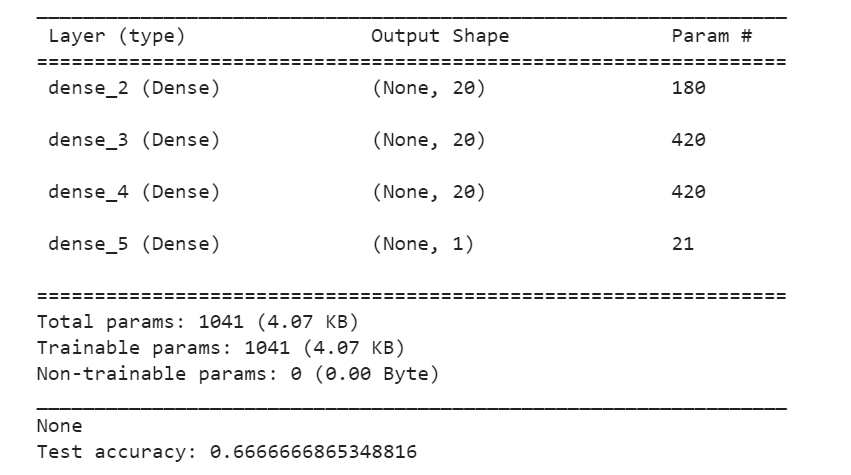 Layer (type) Output Shape Param #
=================================================================
dense_2 (Dense) (None, 20) 180
dense_3 (Dense) (None, 20) 420
dense_4 (Dense) (None, 20) 420
dense_5 (Dense) (None, 1) 21
=================================================================
Total params: 1041 (4.07 KB)
Trainable params: 1041 (4.07 KB)
Non-trainable params: 0 (0.00 Byte)
_________________________________________________________________
None
Test accuracy: 0.6666666865348816